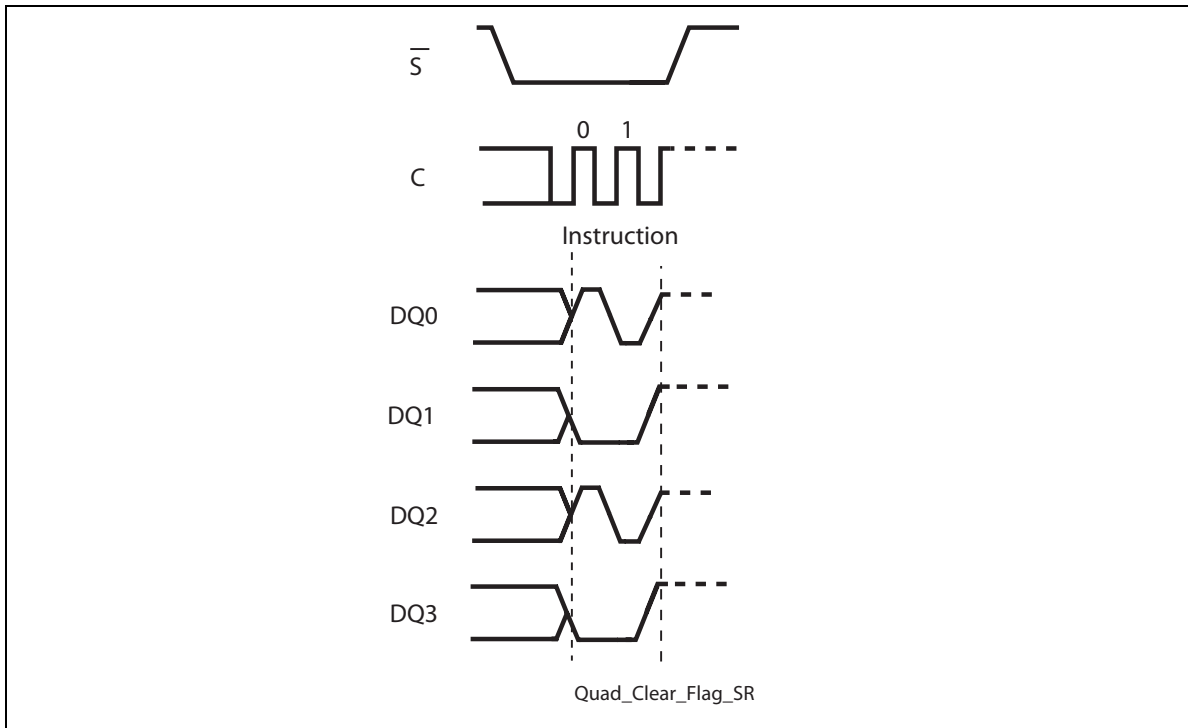 S̅
0 1
C
Instruction
DQ0
DQ1
DQ2
DQ3
Quad_Clear_Flag_SR